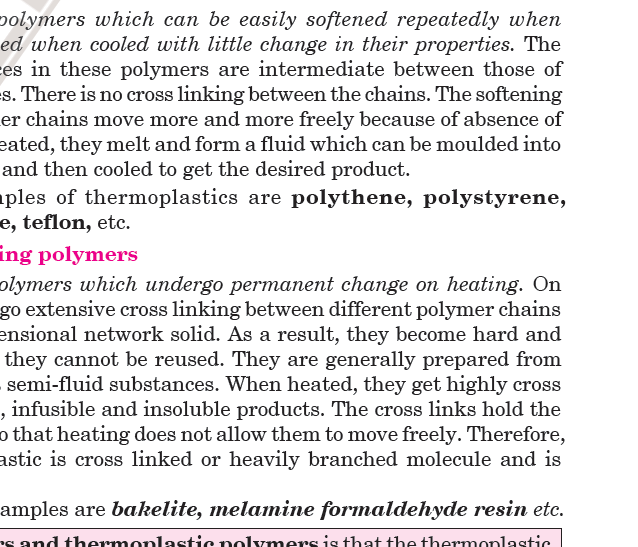 polymers which can be easily softened repeatedly when
ed when cooled with little change in their properties. The
ces in these polymers are intermediate between those of
es. There is no cross linking between the chains. The softening
er chains move more and more freely because of absence of
eated, they melt and form a fluid which can be moulded into
and then cooled to get the desired product.
ples of thermoplastics are polythene, polystyrene,
e, teflon, etc.
ing polymers
olymers which undergo permanent change on heating. On
go extensive cross linking between different polymer chains
ensional network solid. As a result, they become hard and
they cannot be reused. They are generally prepared from
semi-fluid substances. When heated, they get highly cross
, infusible and insoluble products. The cross links hold the
o that heating does not allow them to move freely. Therefore,
astic is cross linked or heavily branched molecule and is
amples are bakelite, melamine formaldehyde resin etc.
rs and thermoplastic polymers is that the thermoplastic